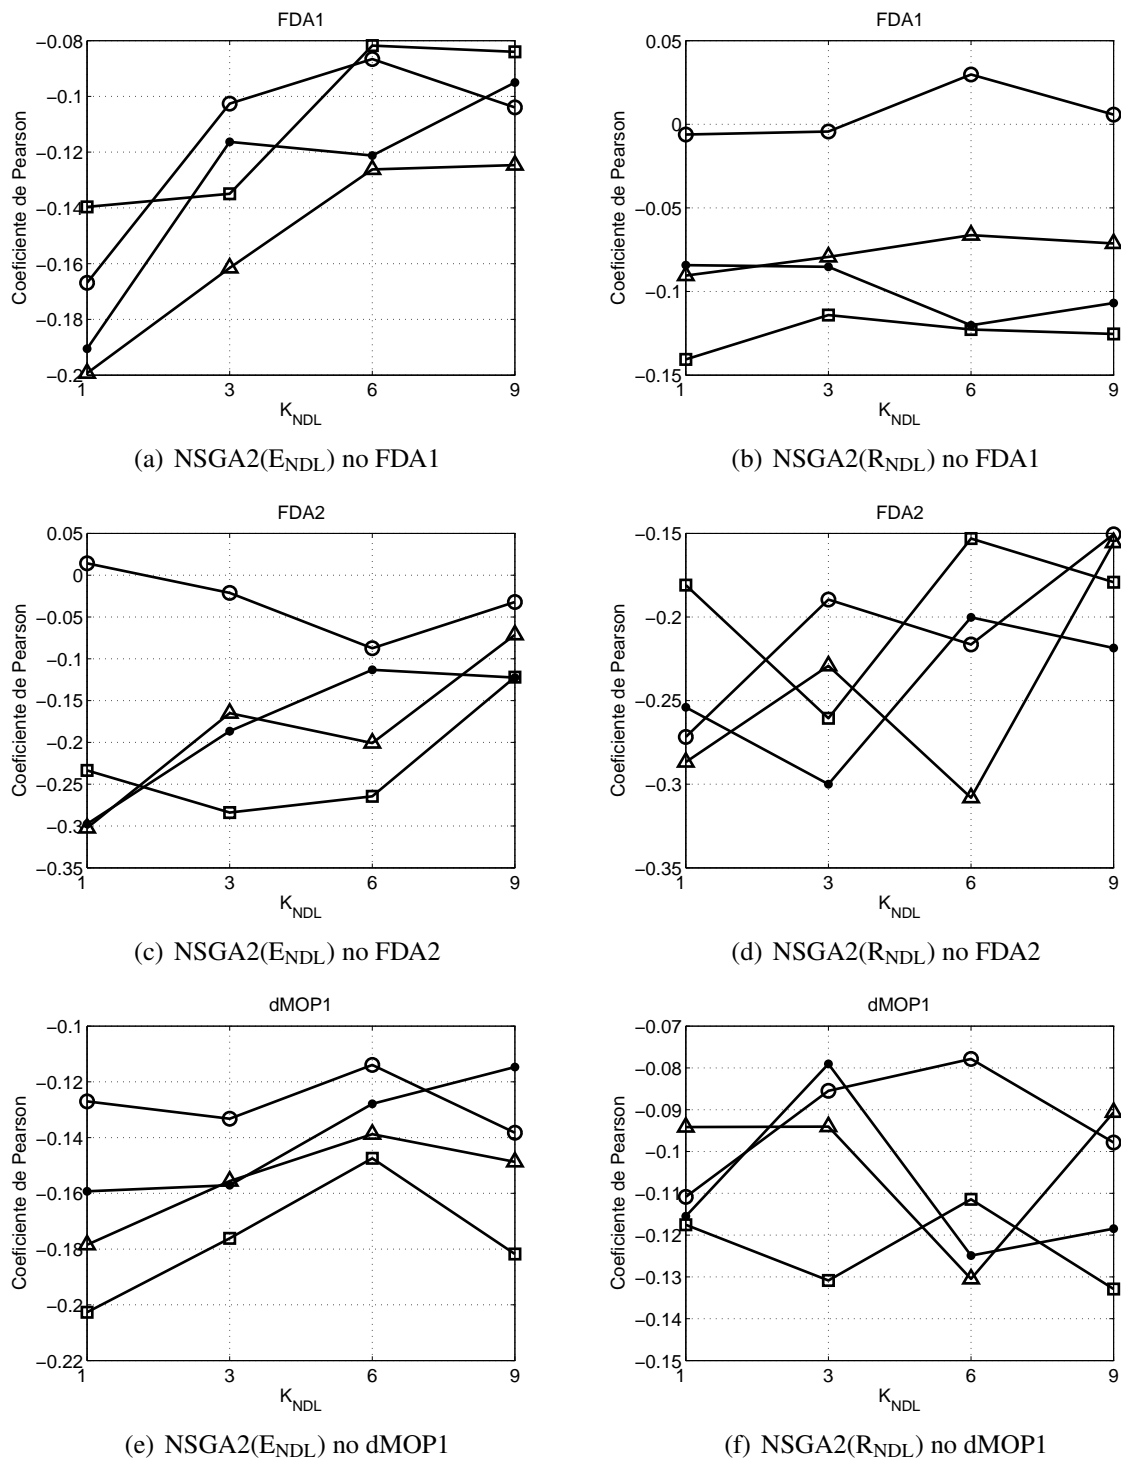 FDA1
Coeficiente de Pearson
−0.08
−0.1
−0.12
−0.14
−0.16
−0.18
−0.2
1 3 6 9
K_NDL
(a) NSGA2(E_NDL) no FDA1
FDA1
Coeficiente de Pearson
0.05
0
−0.05
−0.1
−0.15
1 3 6 9
K_NDL
(b) NSGA2(R_NDL) no FDA1
FDA2
Coeficiente de Pearson
0.05
0
−0.05
−0.1
−0.15
−0.2
−0.25
−0.3
−0.35
1 3 6 9
K_NDL
(c) NSGA2(E_NDL) no FDA2
FDA2
Coeficiente de Pearson
−0.15
−0.2
−0.25
−0.3
−0.35
1 3 6 9
K_NDL
(d) NSGA2(R_NDL) no FDA2
dMOP1
Coeficiente de Pearson
−0.1
−0.12
−0.14
−0.16
−0.18
−0.2
−0.22
1 3 6 9
K_NDL
(e) NSGA2(E_NDL) no dMOP1
dMOP1
Coeficiente de Pearson
−0.07
−0.08
−0.09
−0.1
−0.11
−0.12
−0.13
−0.14
−0.15
1 3 6 9
K_NDL
(f) NSGA2(R_NDL) no dMOP1